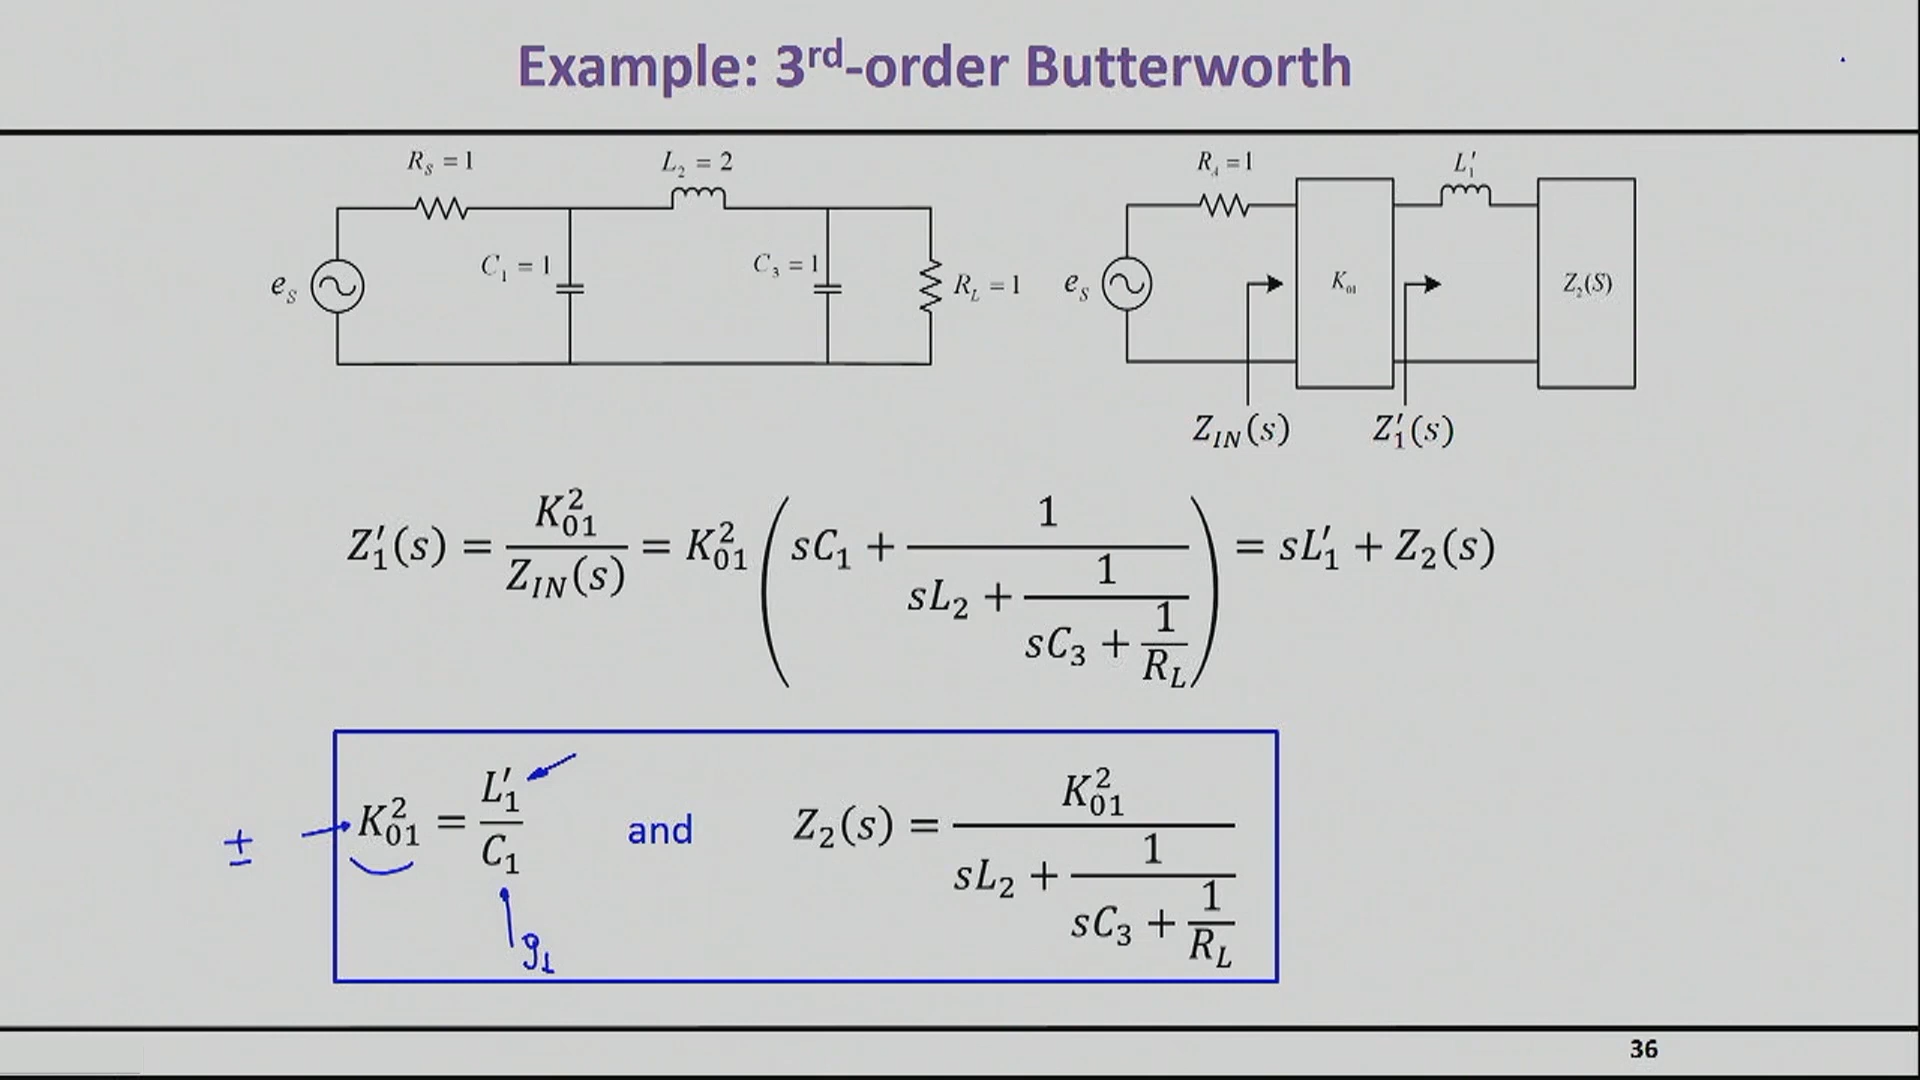 Example: 3rd-order Butterworth
R_S = 1
L_2 = 2
C_1 = 1
C_3 = 1
e_S
R_L = 1
R_A = 1
L'_1
e_S
K_01
Z_2(S)
Z_IN(s)
Z'_1(s)
Z'_1(s) = K_01^2 / Z_IN(s) = K_01^2 ( sC_1 + 1 / (sL_2 + 1 / (sC_3 + 1/R_L)) ) = sL'_1 + Z_2(s)
± K_01^2 = L'_1 / C_1 and Z_2(s) = K_01^2 / (sL_2 + 1 / (sC_3 + 1/R_L))
g_1
36